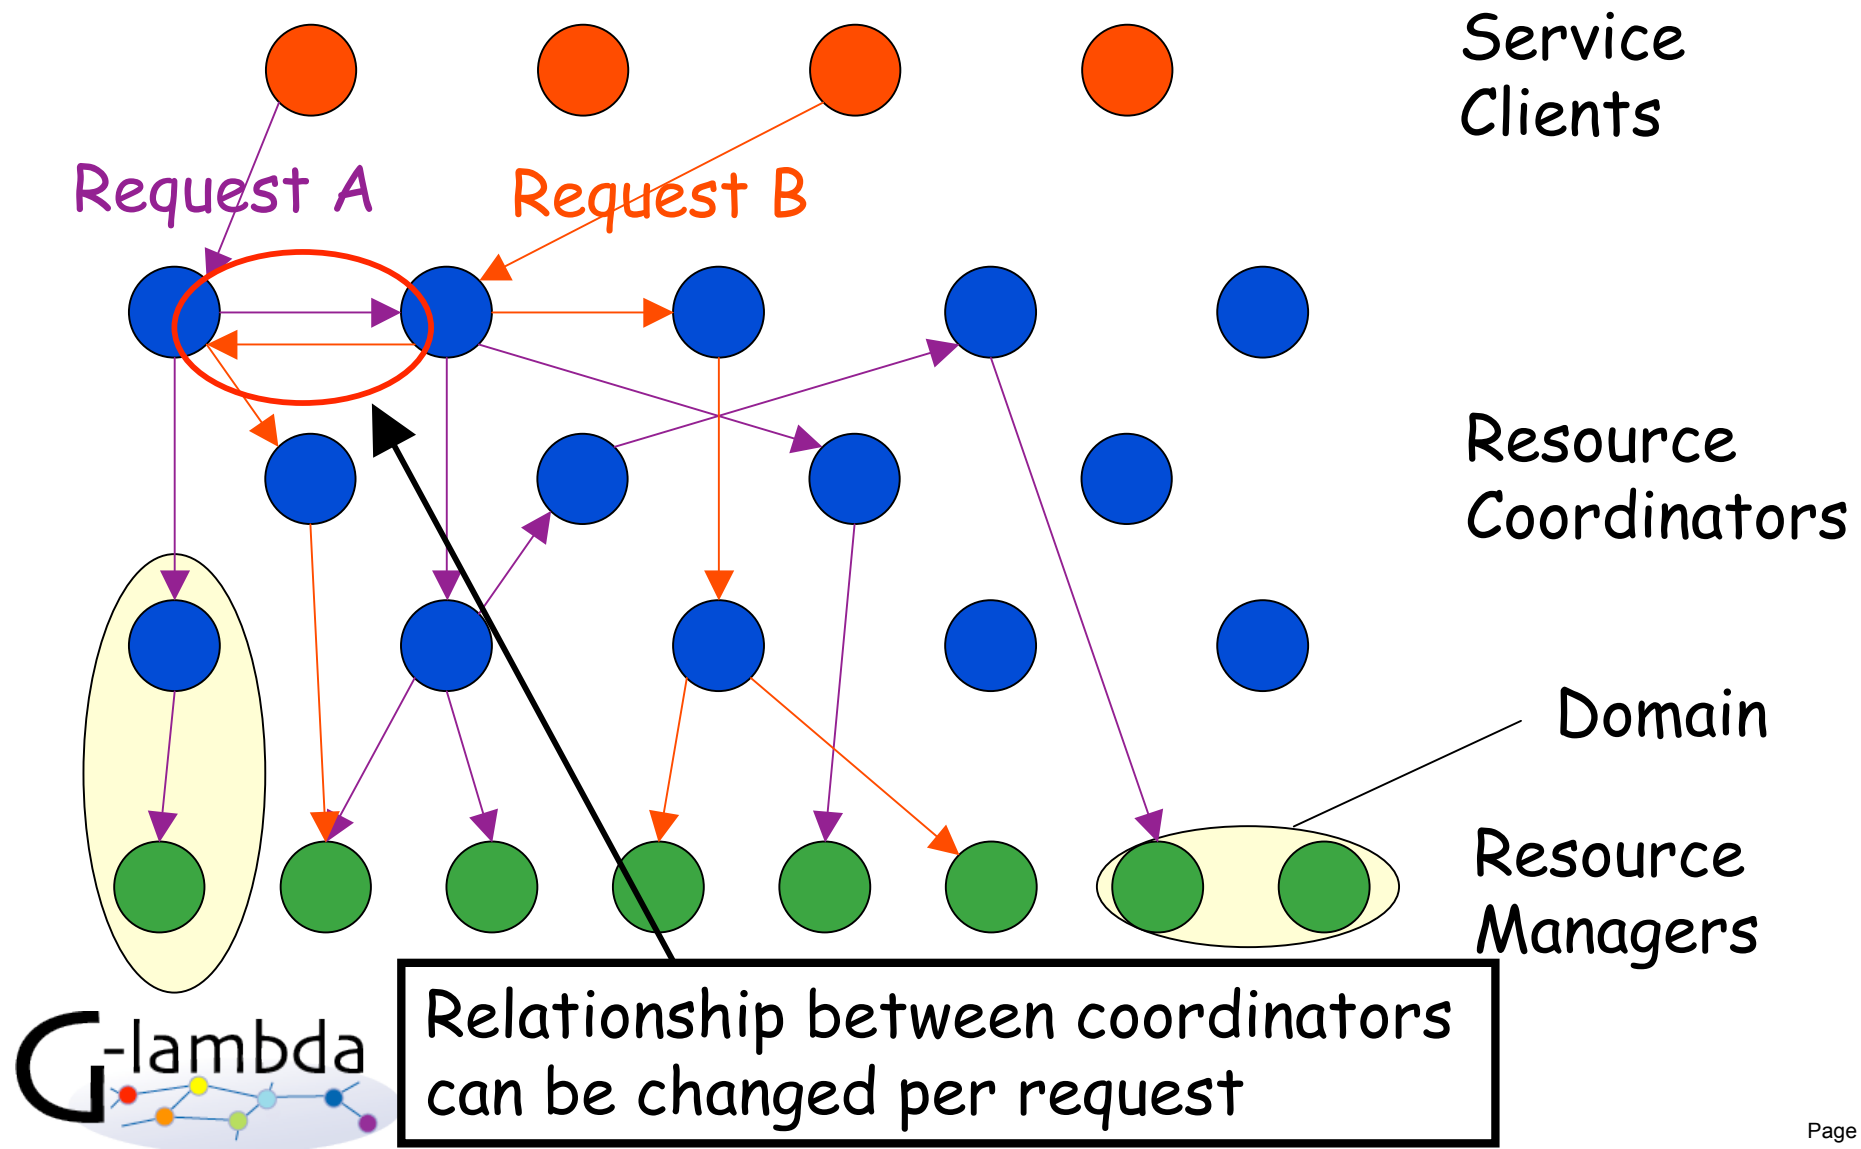 Service
Clients
Request A
Request B
Resource
Coordinators
Domain
Resource
Managers
Relationship between coordinators
can be changed per request
G-lambda
Page